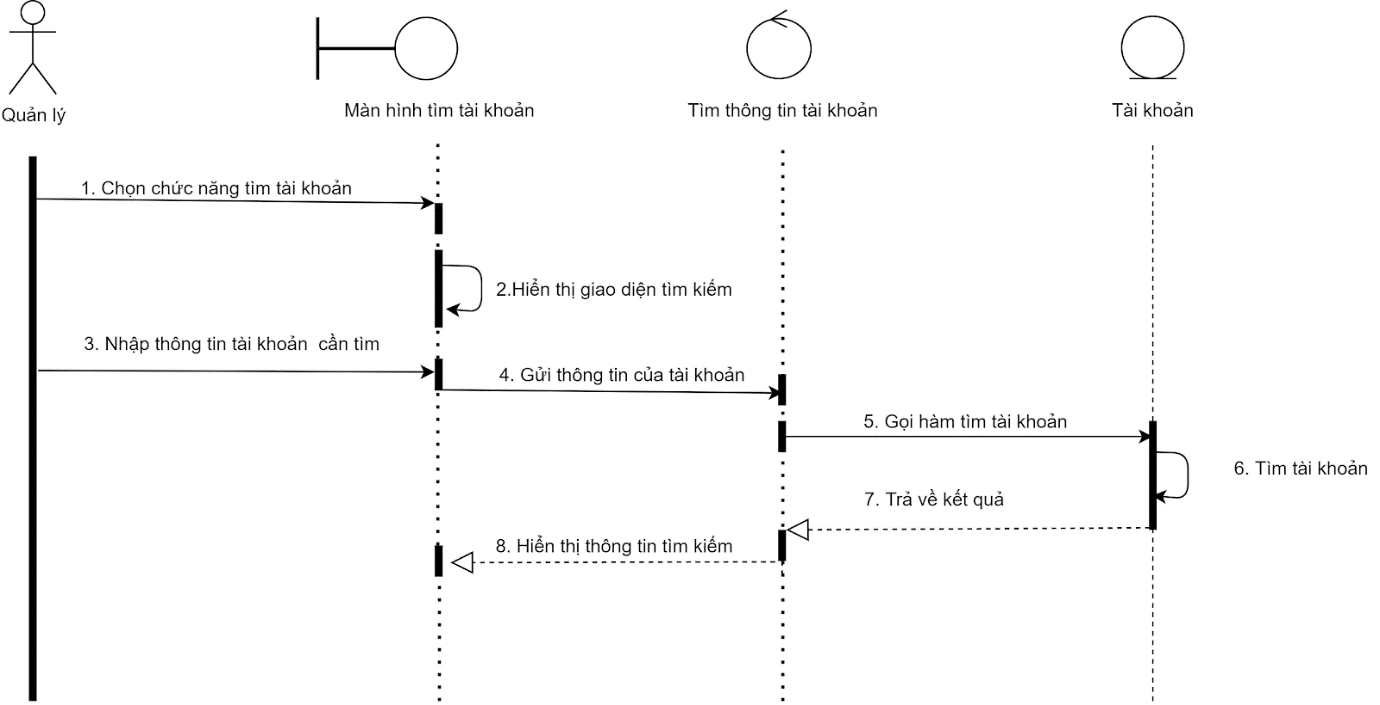 Quản lý
Màn hình tìm tài khoản
Tìm thông tin tài khoản
Tài khoản
1. Chọn chức năng tìm tài khoản
2.Hiển thị giao diện tìm kiếm
3. Nhập thông tin tài khoản  cần tìm
4. Gửi thông tin của tài khoản
5. Gọi hàm tìm tài khoản
6. Tìm tài khoản
7. Trả về kết quả
8. Hiển thị thông tin tìm kiếm